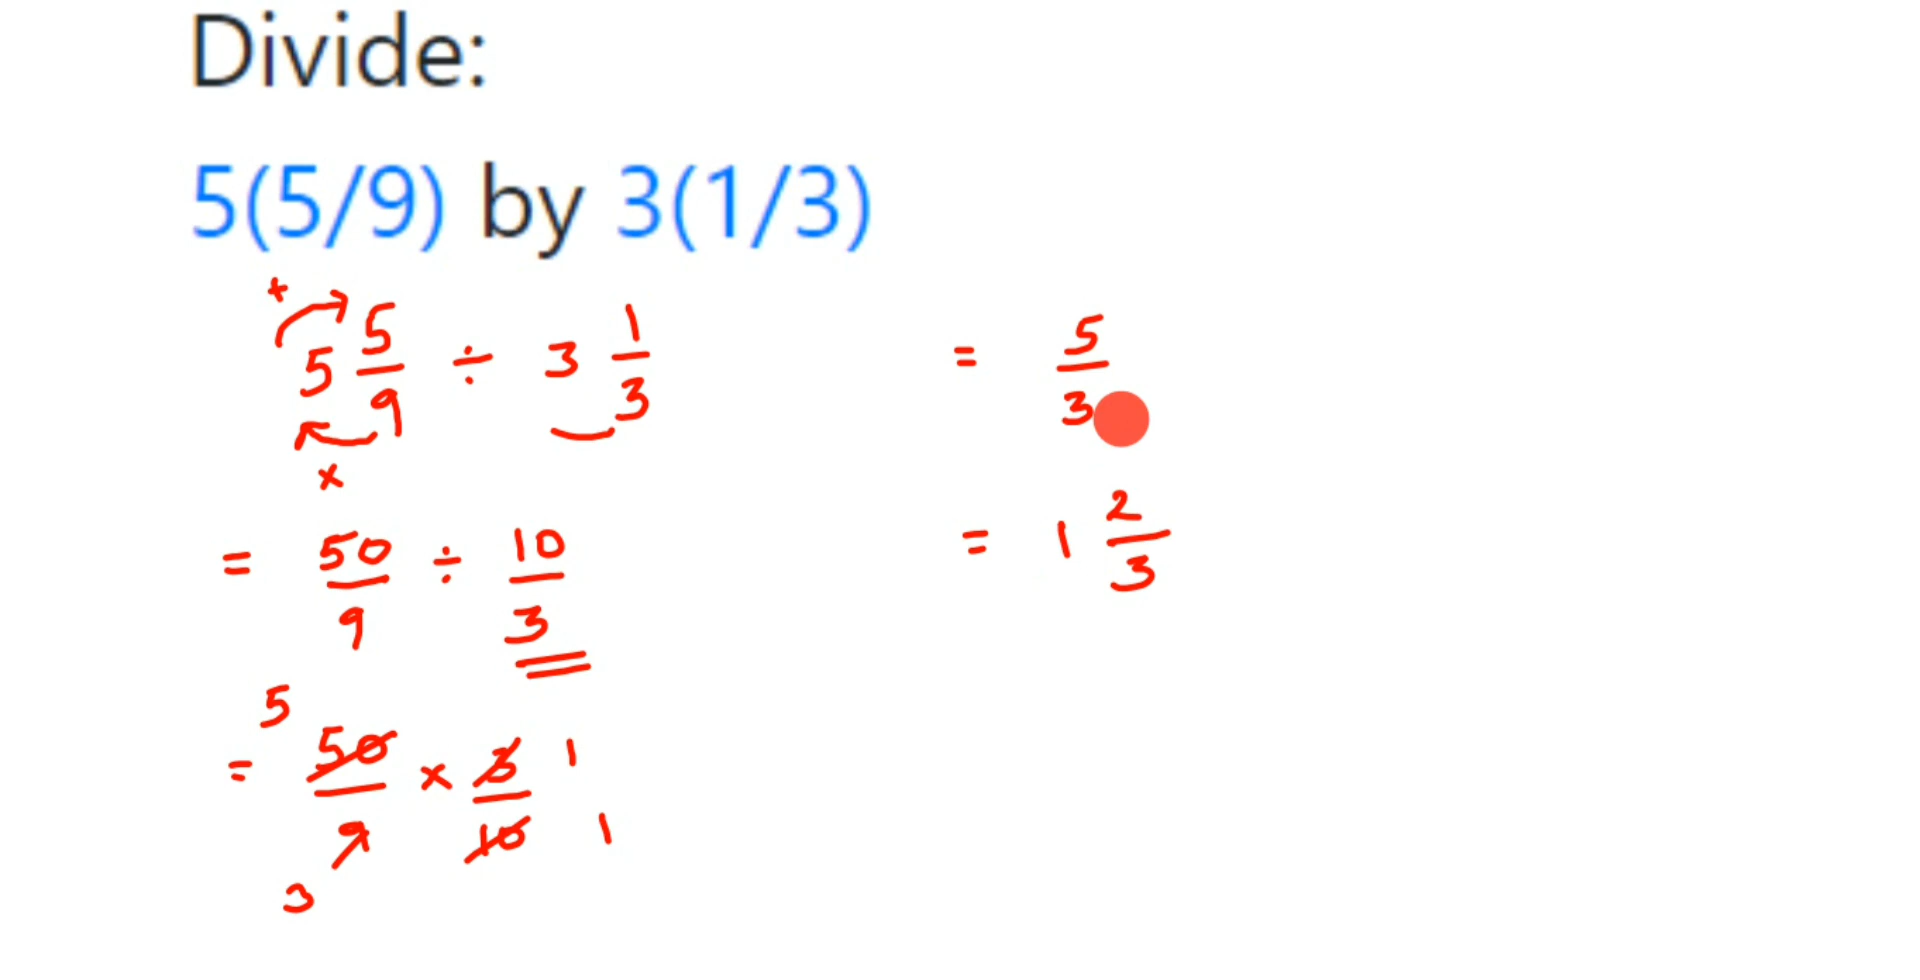 Divide:
5(5/9) by 3(1/3)
+
5 5/9 ÷ 3 1/3
×
= 50/9 ÷ 10/3
5
= 50/9 × 3/10 1 1
3
= 5/3
= 1 2/3